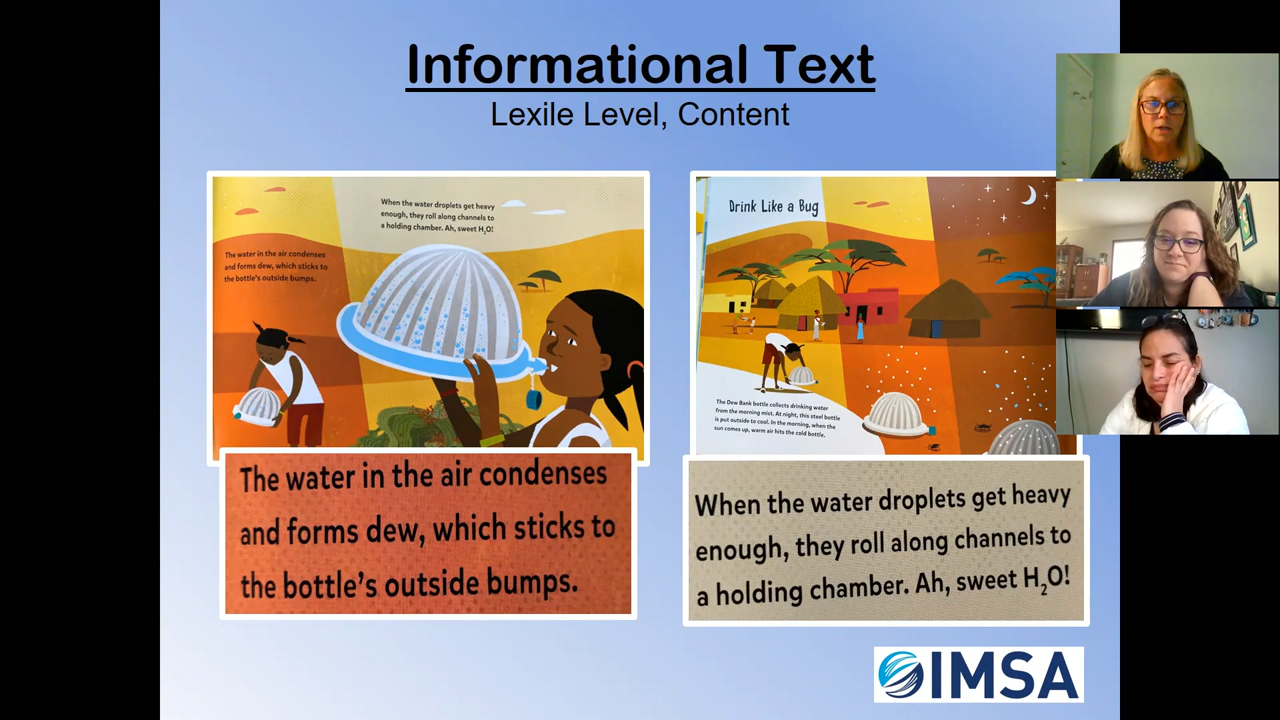 Informational Text
Lexile Level, Content
When the water droplets get heavy
enough, they roll along channels to
a holding chamber. Ah, sweet H₂O!
The water in the air condenses
and forms dew, which sticks to
the bottle's outside bumps.
Drink Like a Bug
The Dew Bank bottle collects drinking water
from the morning mist. At night, this steel bottle
is put outside to cool. In the morning, when the
sun comes up, warm air hits the cold bottle.
The water in the air condenses
and forms dew, which sticks to
the bottle's outside bumps.
When the water droplets get heavy
enough, they roll along channels to
a holding chamber. Ah, sweet H₂O!
IMSA